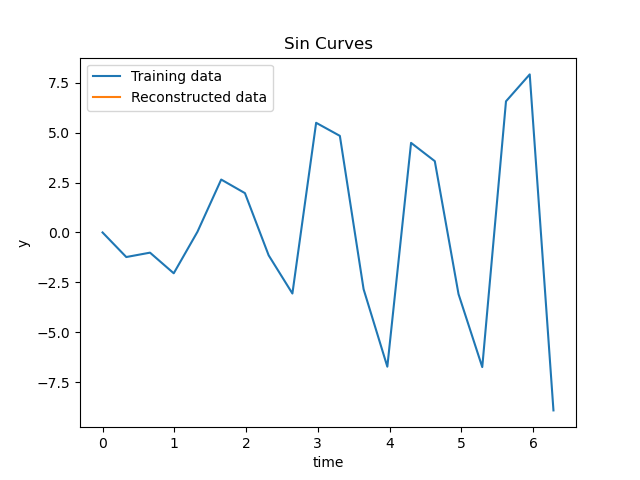 Sin Curves
Training data
Reconstructed data
7.5
5.0
2.5
0.0
−2.5
−5.0
−7.5
y
0 1 2 3 4 5 6
time